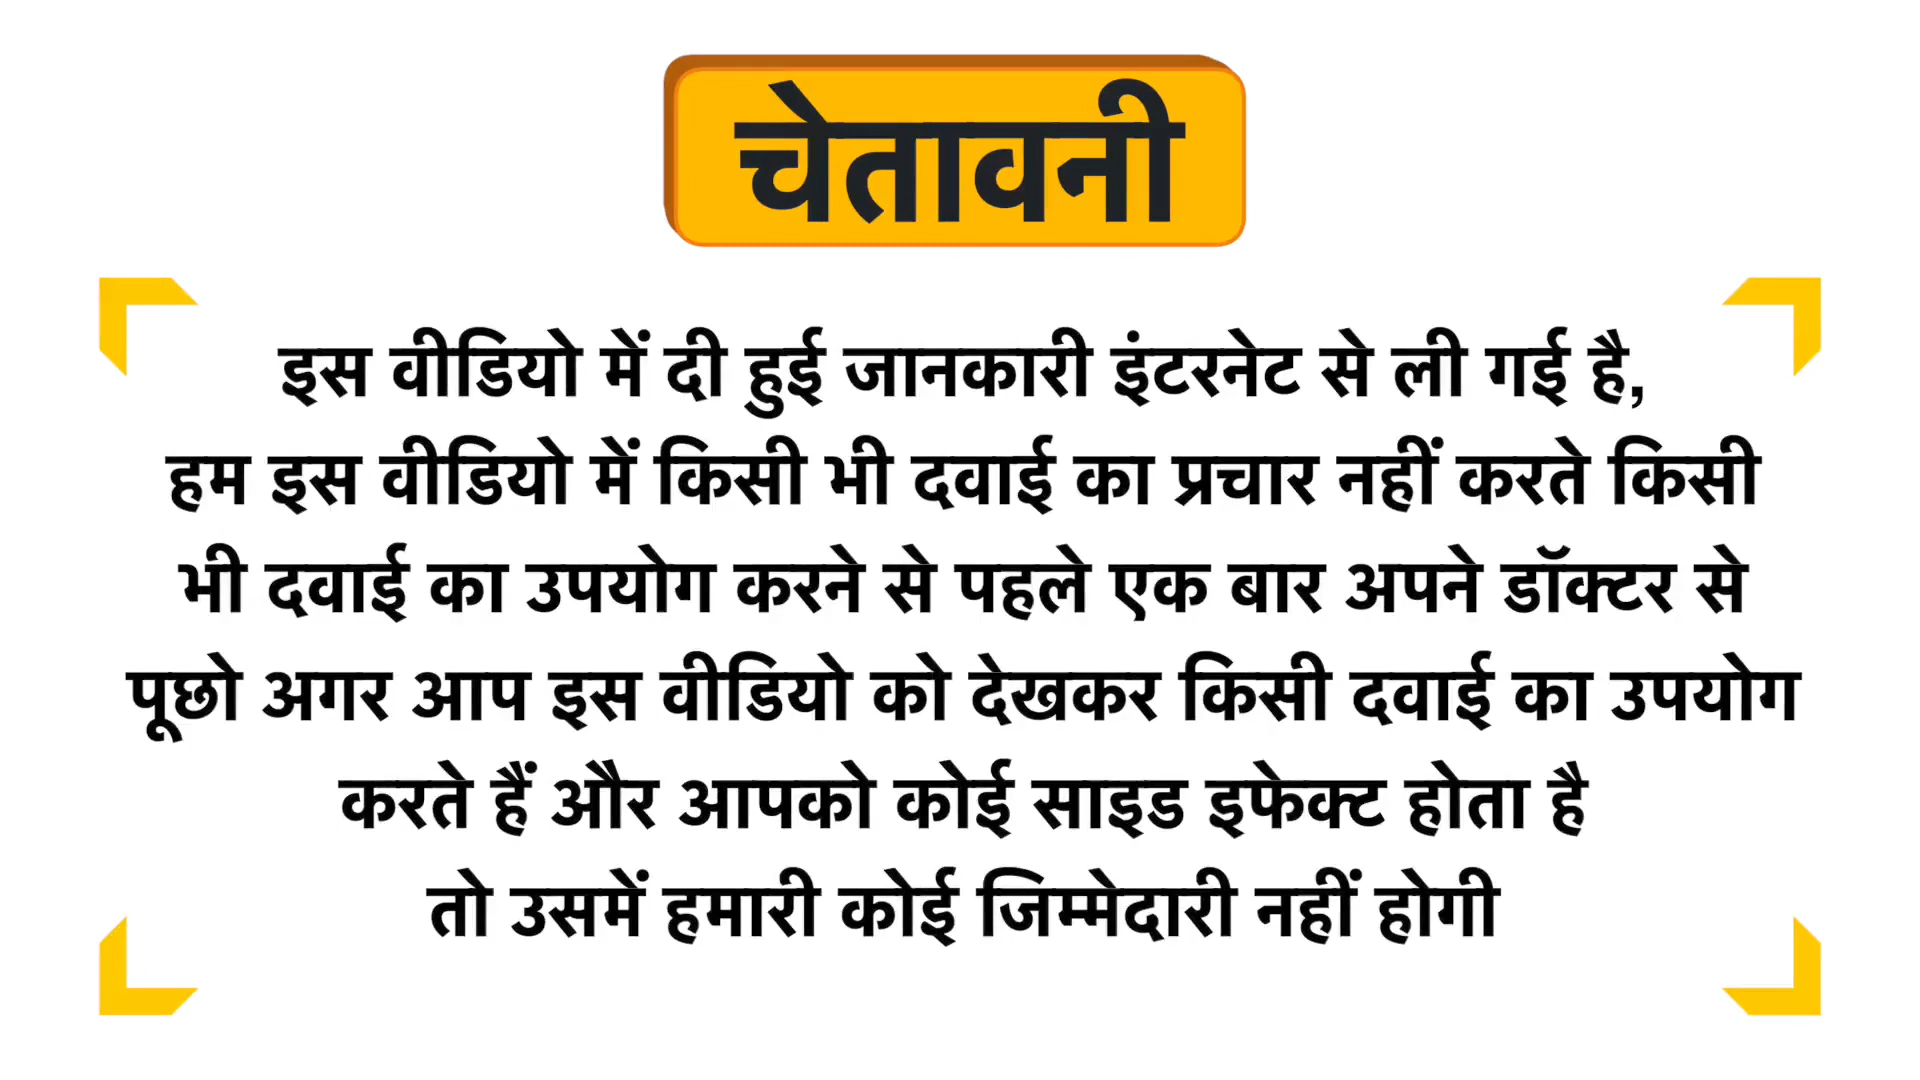 चेतावनी
इस वीडियो में दी हुई जानकारी इंटरनेट से ली गई है,
हम इस वीडियो में किसी भी दवाई का प्रचार नहीं करते किसी
भी दवाई का उपयोग करने से पहले एक बार अपने डॉक्टर से
पूछो अगर आप इस वीडियो को देखकर किसी दवाई का उपयोग
करते हैं और आपको कोई साइड इफेक्ट होता है
तो उसमें हमारी कोई जिम्मेदारी नहीं होगी